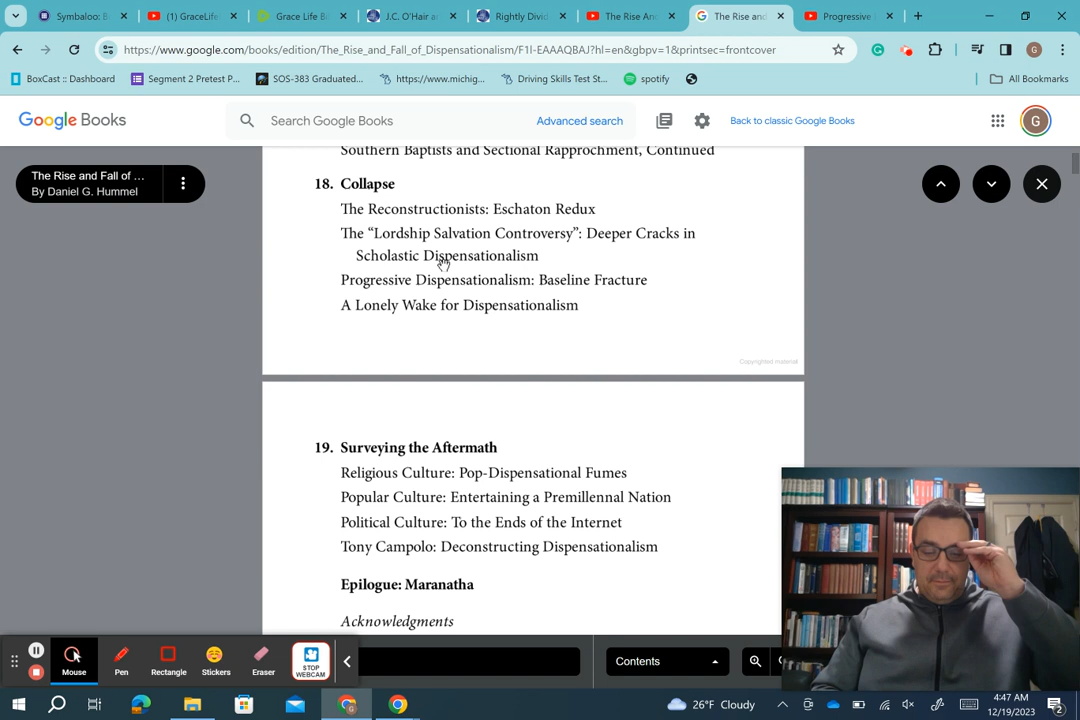 Symbaloo: B
(1) GraceLife
Grace Life Bi
J.C. O'Hair a
Rightly Divid
The Rise And
The Rise and
Progressive
https://www.google.com/books/edition/The_Rise_and_Fall_of_Dispensationalism/F1I-EAAAQBAJ?hl=en&gbpv=1&printsec=frontcover
BoxCast :: Dashboard
Segment 2 Pretest P...
SOS-383 Graduated...
https://www.michig...
Driving Skills Test St...
spotify
All Bookmarks
Google Books
Search Google Books
Advanced search
Back to classic Google Books
G
The Rise and Fall of ...
By Daniel G. Hummel
Southern Baptists and Sectional Rapprochment, Continued
18. Collapse
The Reconstructionists: Eschaton Redux
The “Lordship Salvation Controversy”: Deeper Cracks in
Scholastic Dispensationalism
Progressive Dispensationalism: Baseline Fracture
A Lonely Wake for Dispensationalism
Copyrighted material
19. Surveying the Aftermath
Religious Culture: Pop-Dispensational Fumes
Popular Culture: Entertaining a Premillennal Nation
Political Culture: To the Ends of the Internet
Tony Campolo: Deconstructing Dispensationalism
Epilogue: Maranatha
Acknowledgments
Mouse
Pen
Rectangle
Stickers
Eraser
STOP
WEBCAM
Contents
26°F Cloudy
4:47 AM
12/19/2023
2